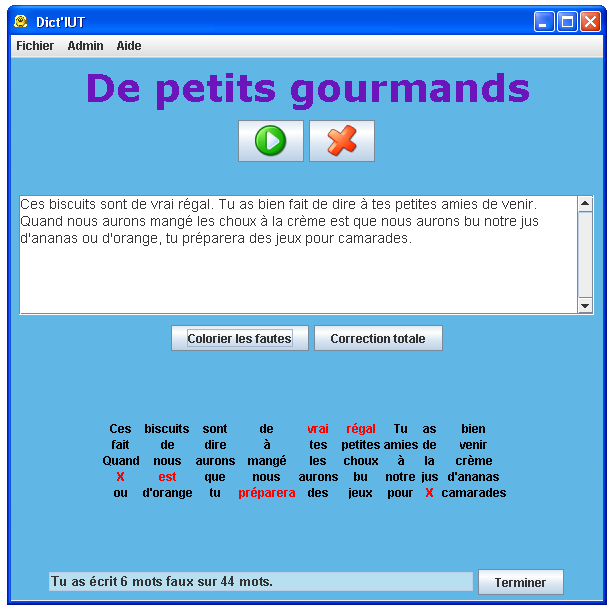 Dict'IUT
Fichier Admin Aide
De petits gourmands
Ces biscuits sont de vrai régal. Tu as bien fait de dire à tes petites amies de venir.
Quand nous aurons mangé les choux à la crème est que nous aurons bu notre jus
d'ananas ou d'orange, tu préparera des jeux pour camarades.
Colorier les fautes Correction totale
Ces biscuits sont de vrai régal Tu as bien
fait de dire à tes petites amies de venir
Quand nous aurons mangé les choux à la crème
X est que nous aurons bu notre jus d'ananas
ou d'orange tu préparera des jeux pour X camarades
Tu as écrit 6 mots faux sur 44 mots. Terminer